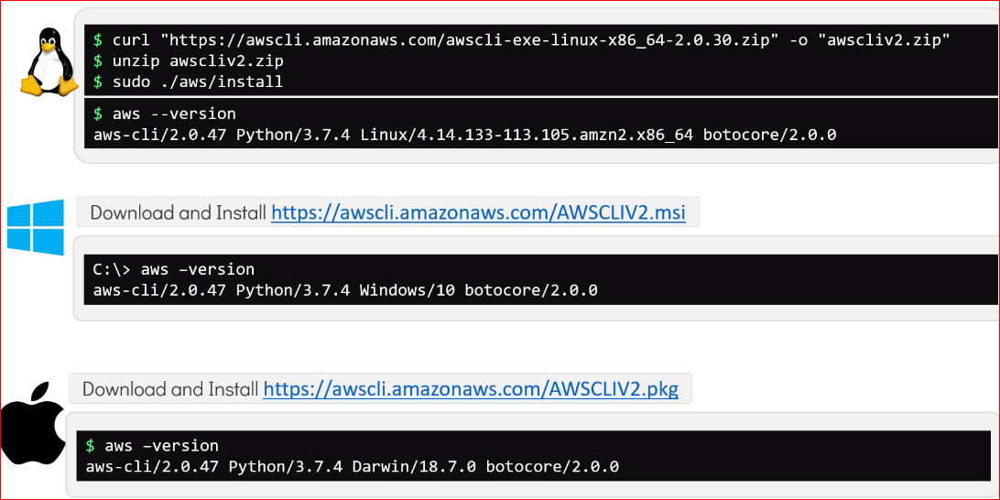 $ curl "https://awscli.amazonaws.com/awscli-exe-linux-x86_64-2.0.30.zip" -o "awscliv2.zip"
$ unzip awscliv2.zip
$ sudo ./aws/install
$ aws --version
aws-cli/2.0.47 Python/3.7.4 Linux/4.14.133-113.105.amzn2.x86_64 botocore/2.0.0
Download and Install https://awscli.amazonaws.com/AWSCLIV2.msi
C:\> aws –version
aws-cli/2.0.47 Python/3.7.4 Windows/10 botocore/2.0.0
Download and Install https://awscli.amazonaws.com/AWSCLIV2.pkg
$ aws –version
aws-cli/2.0.47 Python/3.7.4 Darwin/18.7.0 botocore/2.0.0